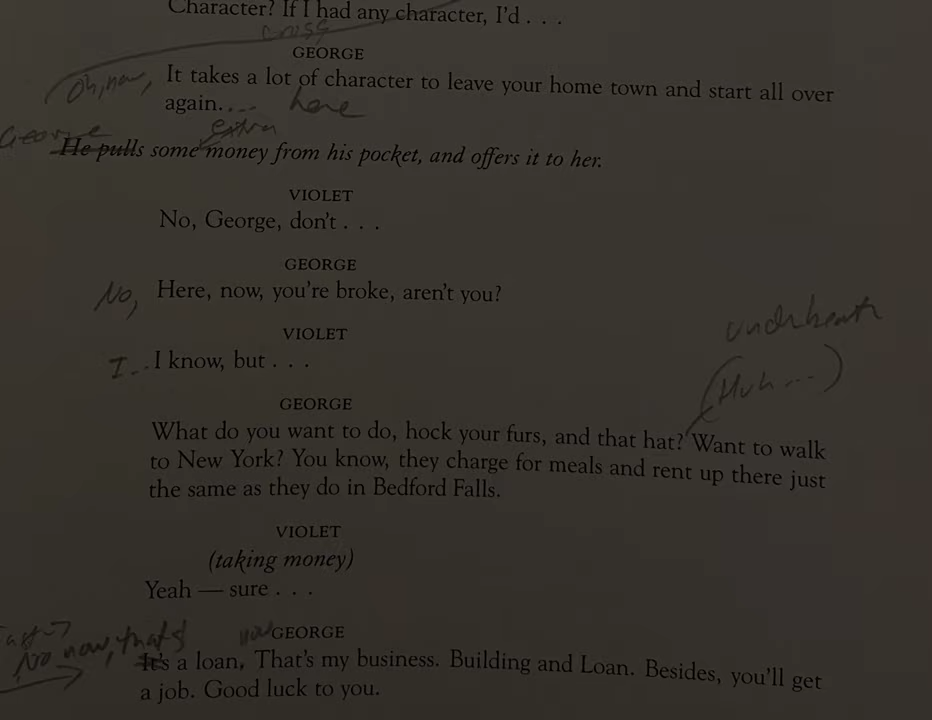 Character? If I had any character, I'd . . .
cross
GEORGE
Oh, now, It takes a lot of character to leave your home town and start all over
again. . . . here
George extra
He pulls some money from his pocket, and offers it to her.
VIOLET
No, George, don't . . .
GEORGE
No, Here, now, you're broke, aren't you?
VIOLET
I . . I know, but . . .
underneath
(Huh ...)
GEORGE
What do you want to do, hock your furs, and that hat? Want to walk
to New York? You know, they charge for meals and rent up there just
the same as they do in Bedford Falls.
VIOLET
(taking money)
Yeah — sure . . .
GEORGE
No now, that's
It's a loan, That's my business. Building and Loan. Besides, you'll get
a job. Good luck to you.